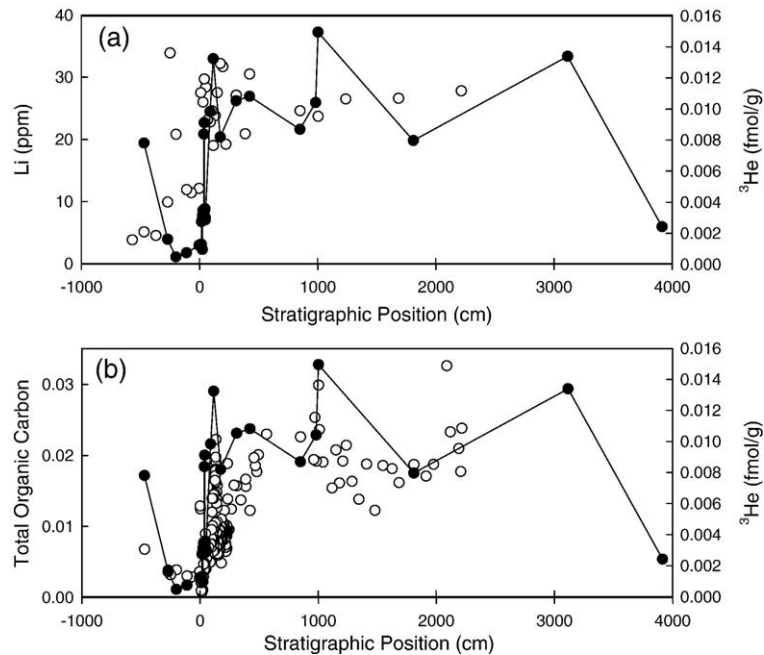 (a)
40
30
20
10
0
Li (ppm)
0.016
0.014
0.012
0.010
0.008
0.006
0.004
0.002
0.000
³He (fmol/g)
-1000 0 1000 2000 3000 4000
Stratigraphic Position (cm)
(b)
0.03
0.02
0.01
0.00
Total Organic Carbon
0.016
0.014
0.012
0.010
0.008
0.006
0.004
0.002
0.000
³He (fmol/g)
-1000 0 1000 2000 3000 4000
Stratigraphic Position (cm)